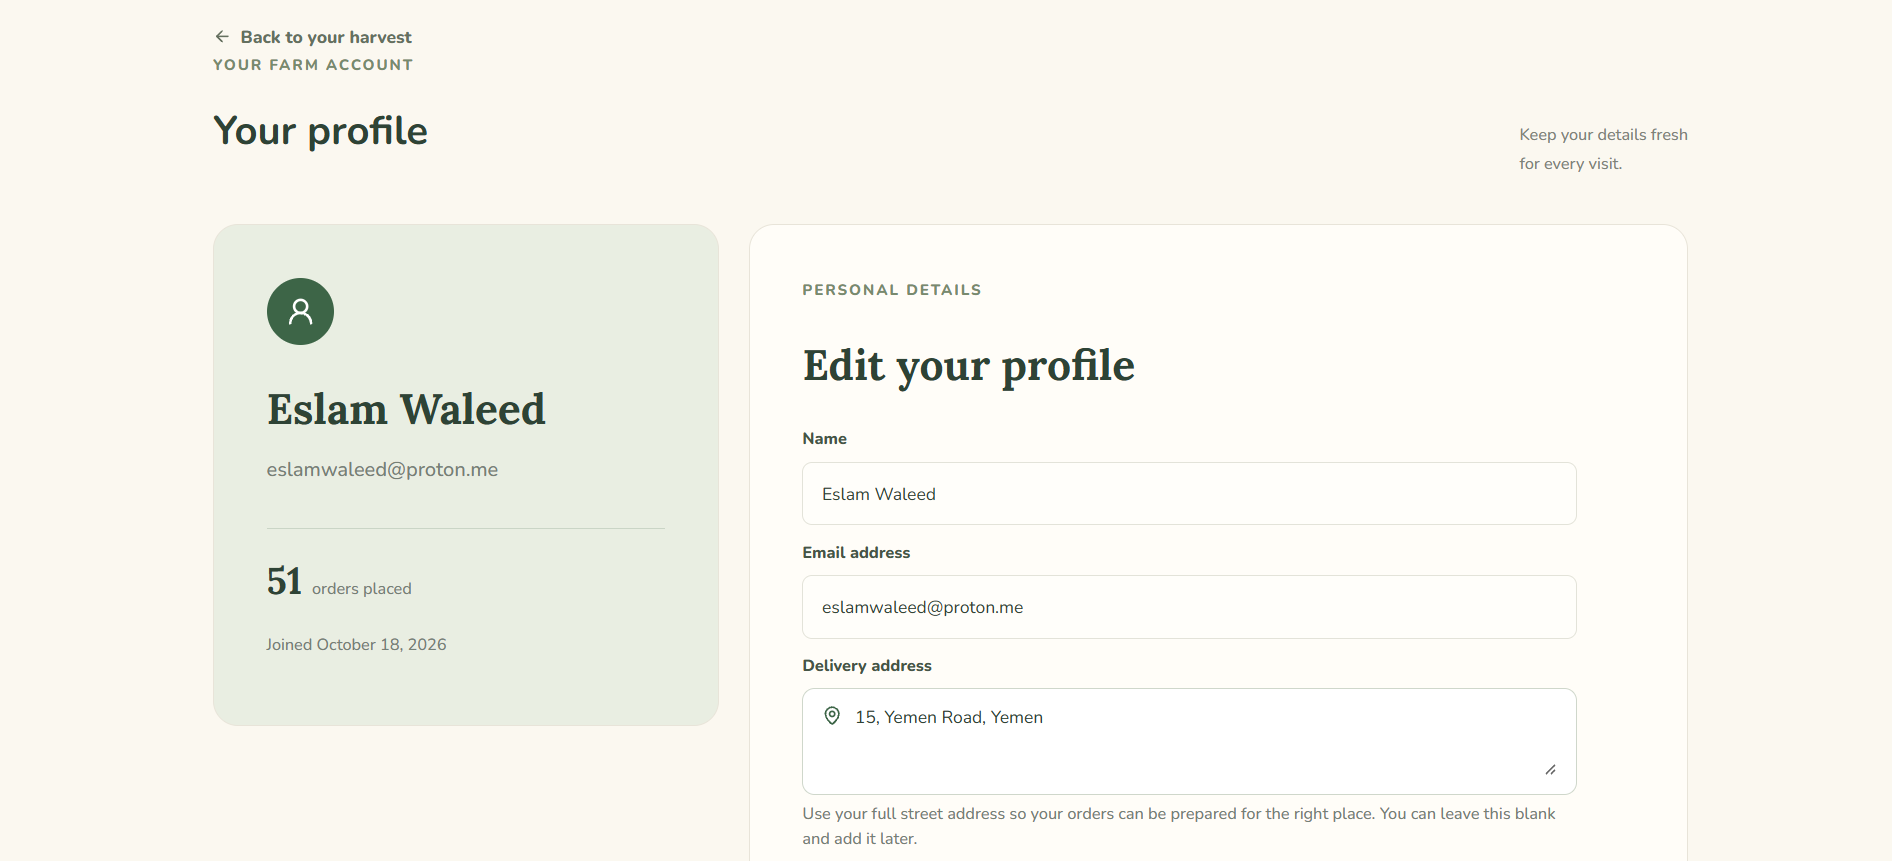 Back to your harvest
YOUR FARM ACCOUNT
Your profile
Keep your details fresh
for every visit.
Eslam Waleed
eslamwaleed@proton.me
51 orders placed
Joined October 18, 2026
PERSONAL DETAILS
Edit your profile
Name
Eslam Waleed
Email address
eslamwaleed@proton.me
Delivery address
15, Yemen Road, Yemen
Use your full street address so your orders can be prepared for the right place. You can leave this blank
and add it later.